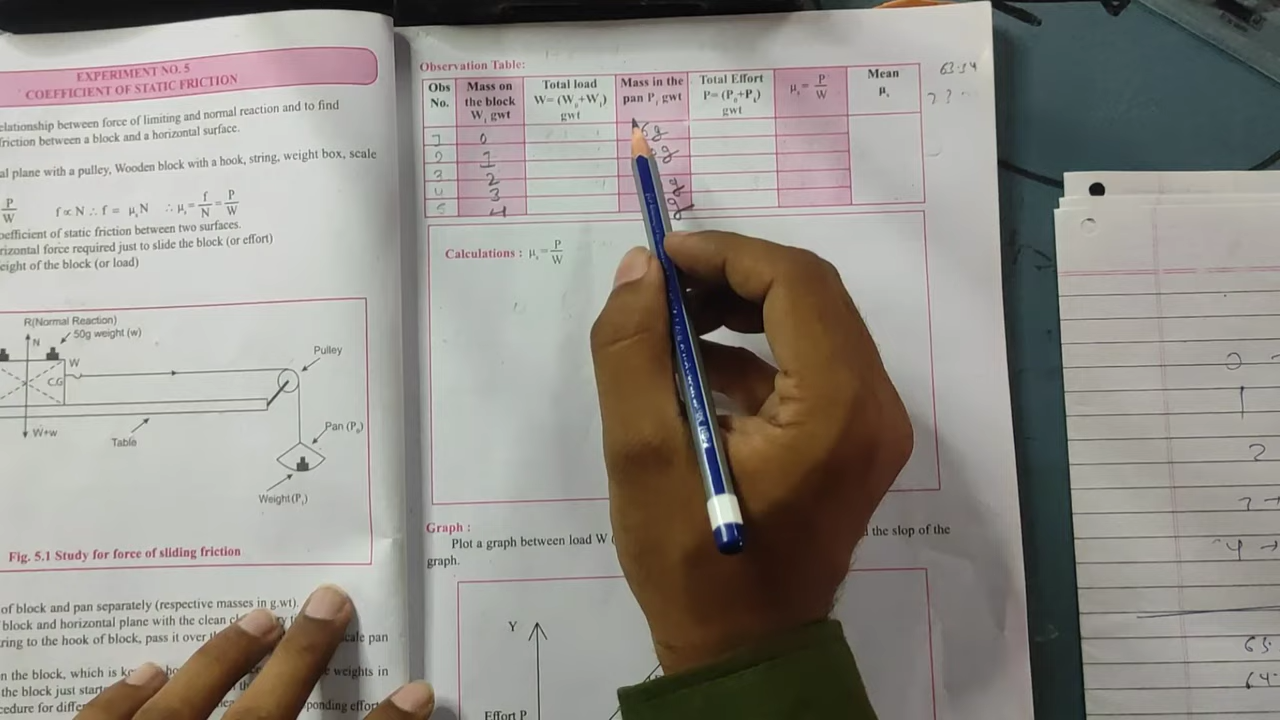 EXPERIMENT NO. 5
COEFFICIENT OF STATIC FRICTION
relationship between force of limiting and normal reaction and to find
friction between a block and a horizontal surface.
al plane with a pulley, Wooden block with a hook, string, weight box, scale
P/W f ∝ N ∴ f = μsN ∴ μs = f/N = P/W
oefficient of static friction between two surfaces.
rizontal force required just to slide the block (or effort)
eight of the block (or load)
R(Normal Reaction)
N
50g weight (w)
W
C.G
Pulley
W+w
Table
Pan (P₀)
Weight(P₁)
Fig. 5.1 Study for force of sliding friction
of block and pan separately (respective masses in g.wt).
block and horizontal plane with the clean
ring to the hook of block, pass it over
scale pan
n the block, which is
weights in
the block just
cedure for
ponding effort
Observation Table:
Obs No. Mass on the block W₁ gwt Total load W= (W₀+W₁) gwt Mass in the pan P₁ gwt Total Effort P= (P₀+P₁) gwt μs = P/W Mean μs
1 0 6g
2 1 g
3 2 g
4 3 g
5 4
Calculations : μs = P/W
Graph :
Plot a graph between load W
the slop of the
graph.
Y
Effort P
63.54
0
1
2
4 →
63.
64-